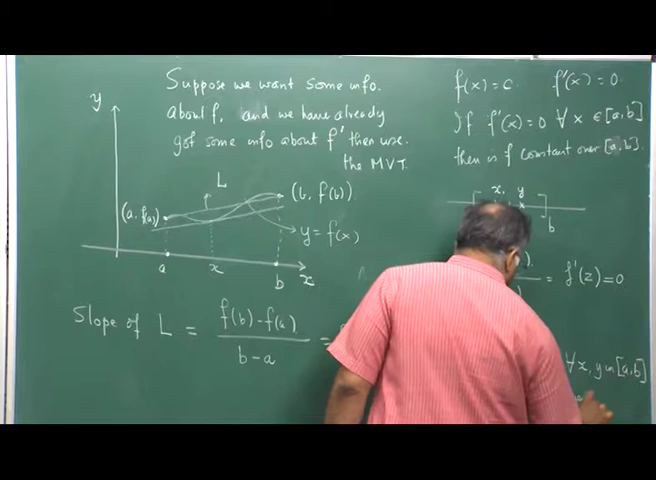 Suppose we want some info.
about f, and we have already
got some info about f' then use.
the MVT.
y
L
(a, f(a))
(b, f(b))
y = f(x)
a
x
b
x
Slope of L = f(b) - f(a) / b - a =
f(x) = C f'(x) = 0
If f'(x) = 0 ∀ x ∈ [a, b]
then is f constant over [a, b].
x, y
x
b
= f'(z) = 0
∀ x, y in [a, b]